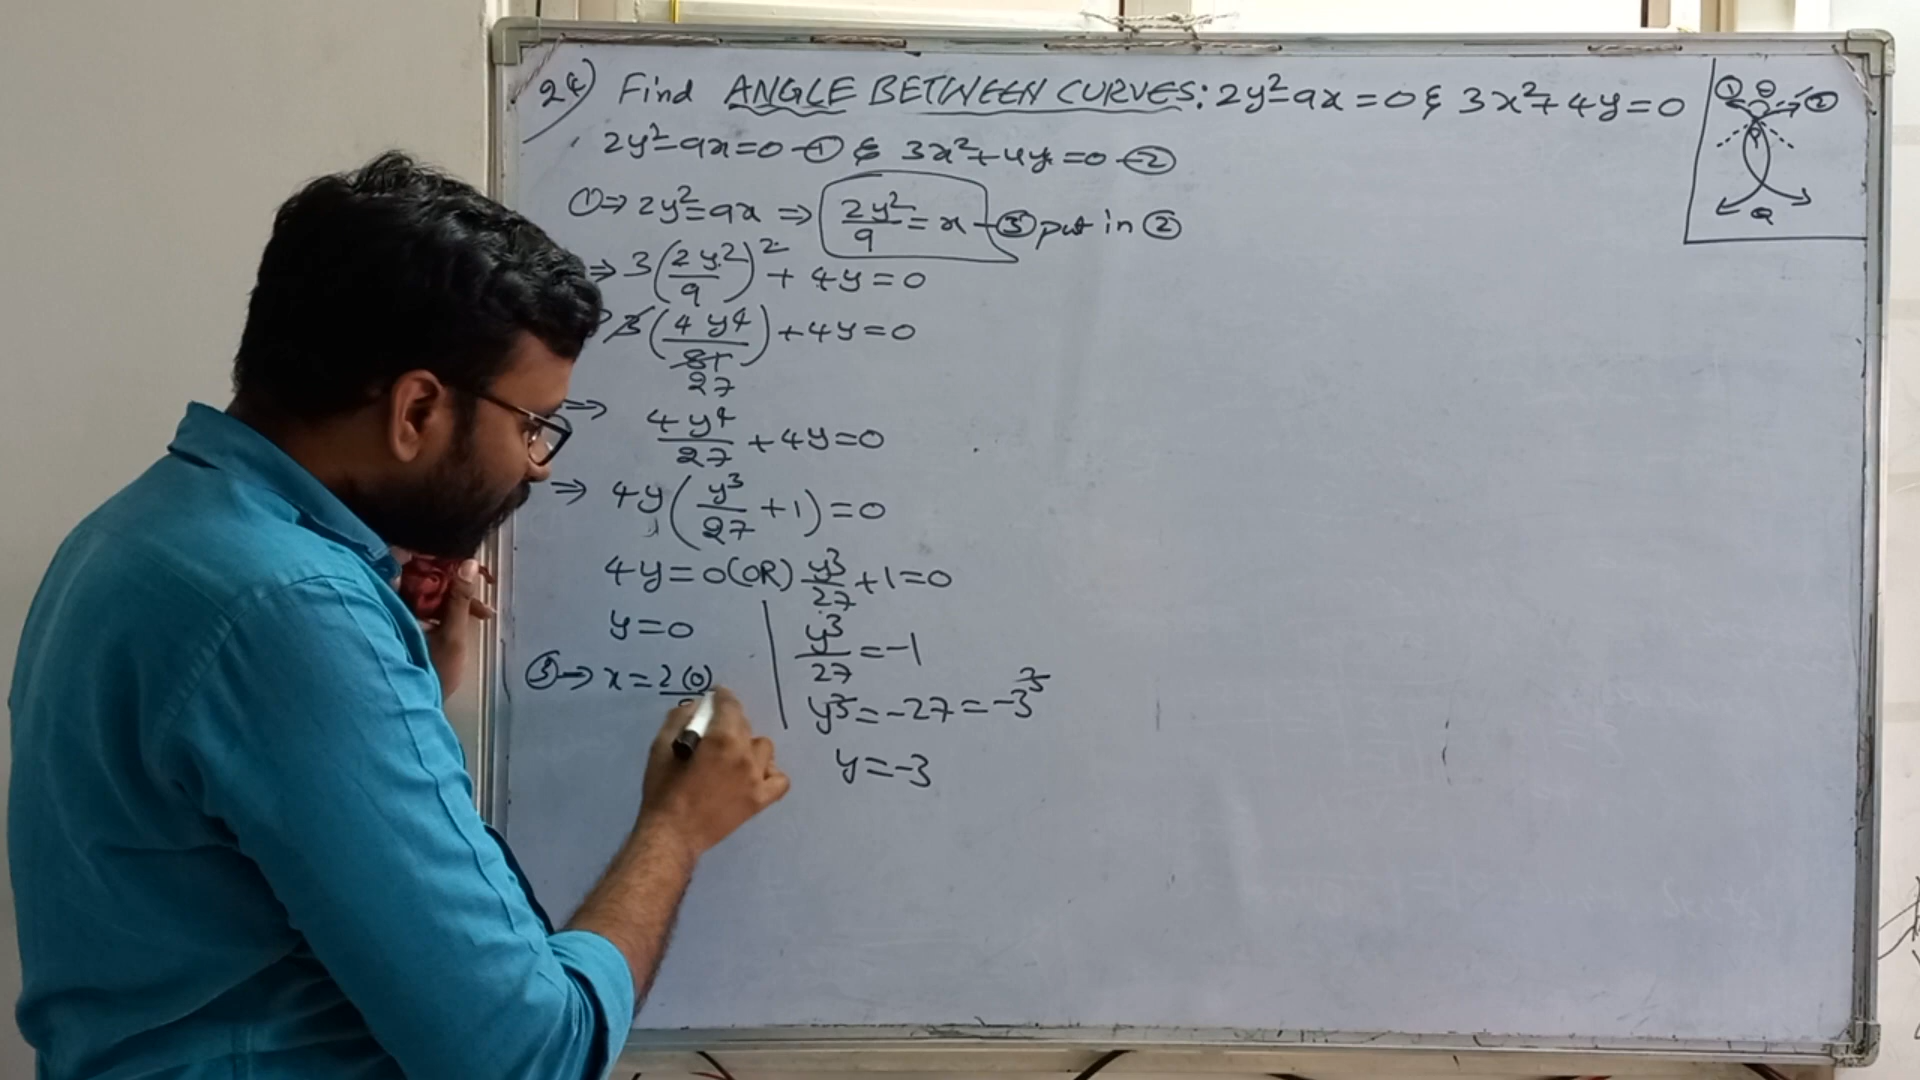 24) Find ANGLE BETWEEN CURVES: 2y²-9x=0 & 3x²+4y=0
2y²-9x=0 -① & 3x²+4y=0 -②
①⇒ 2y²=9x ⇒ 2y²/9 = x -③ put in ②
⇒ 3(2y²/9)² + 4y=0
3(4y⁴/81) + 4y=0
27
⇒ 4y⁴/27 + 4y=0
⇒ 4y(y³/27 + 1)=0
4y=0 (OR) y³/27 + 1=0
y=0
y³/27 = -1
③⇒ x = 2(0)
y³=-27=-3³
y=-3
① θ ②
P
Q